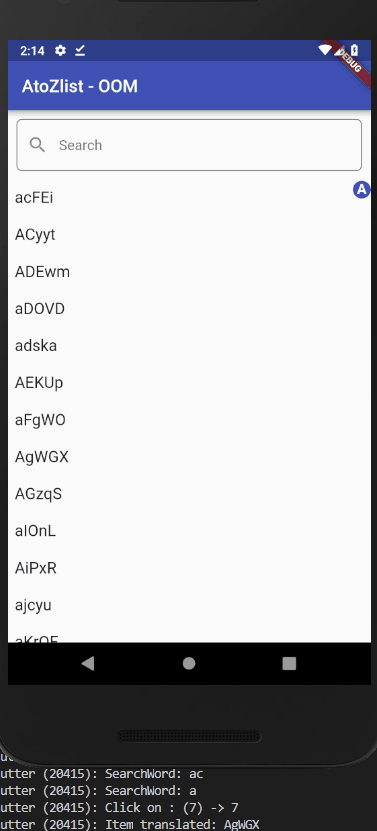 2:14
DEBUG
AtoZlist - OOM
Search
A
acFEi
ACyyt
ADEwm
aDOVD
adska
AEKUp
aFgWO
AgWGX
AGzqS
aIOnL
AiPxR
ajcyu
aKrOE
utter (20415): SearchWord: ac
utter (20415): SearchWord: a
utter (20415): Click on : (7) -> 7
utter (20415): Item translated: AgWGX